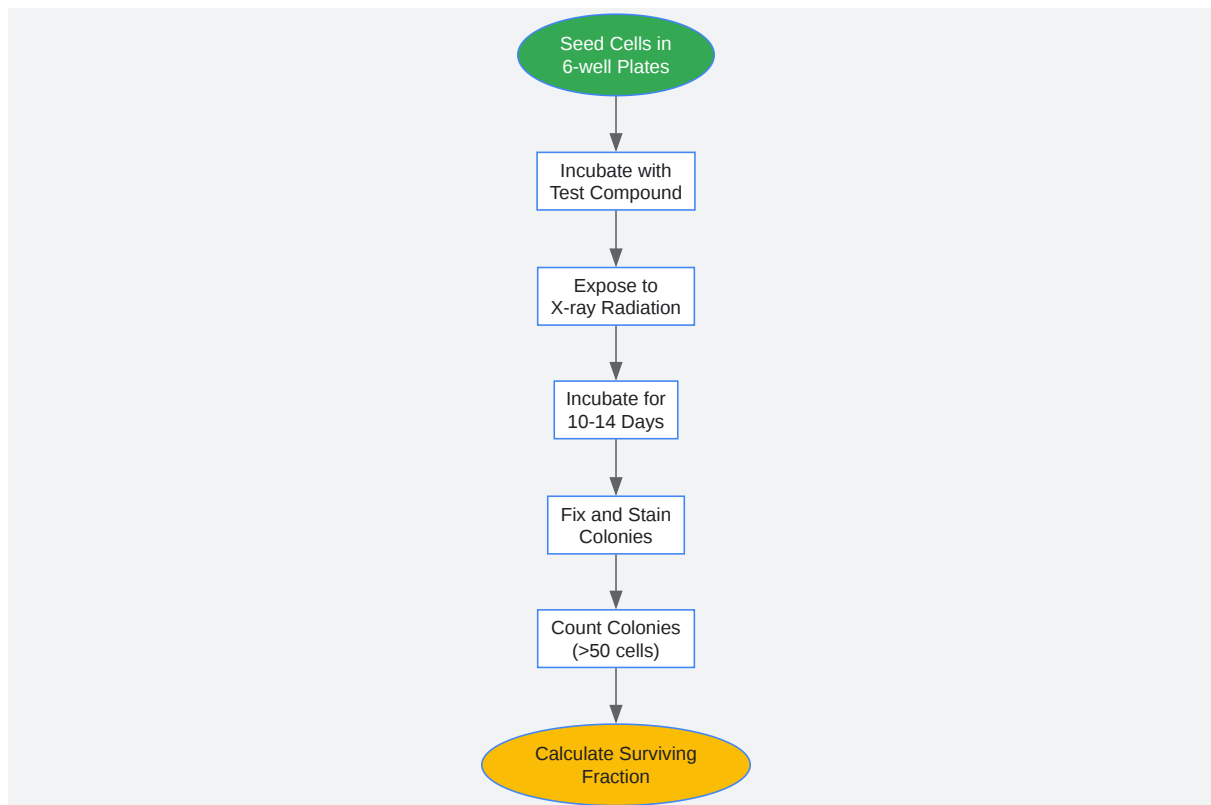 Seed Cells in
6-well Plates
Incubate with
Test Compound
Expose to
X-ray Radiation
Incubate for
10-14 Days
Fix and Stain
Colonies
Count Colonies
(>50 cells)
Calculate Surviving
Fraction